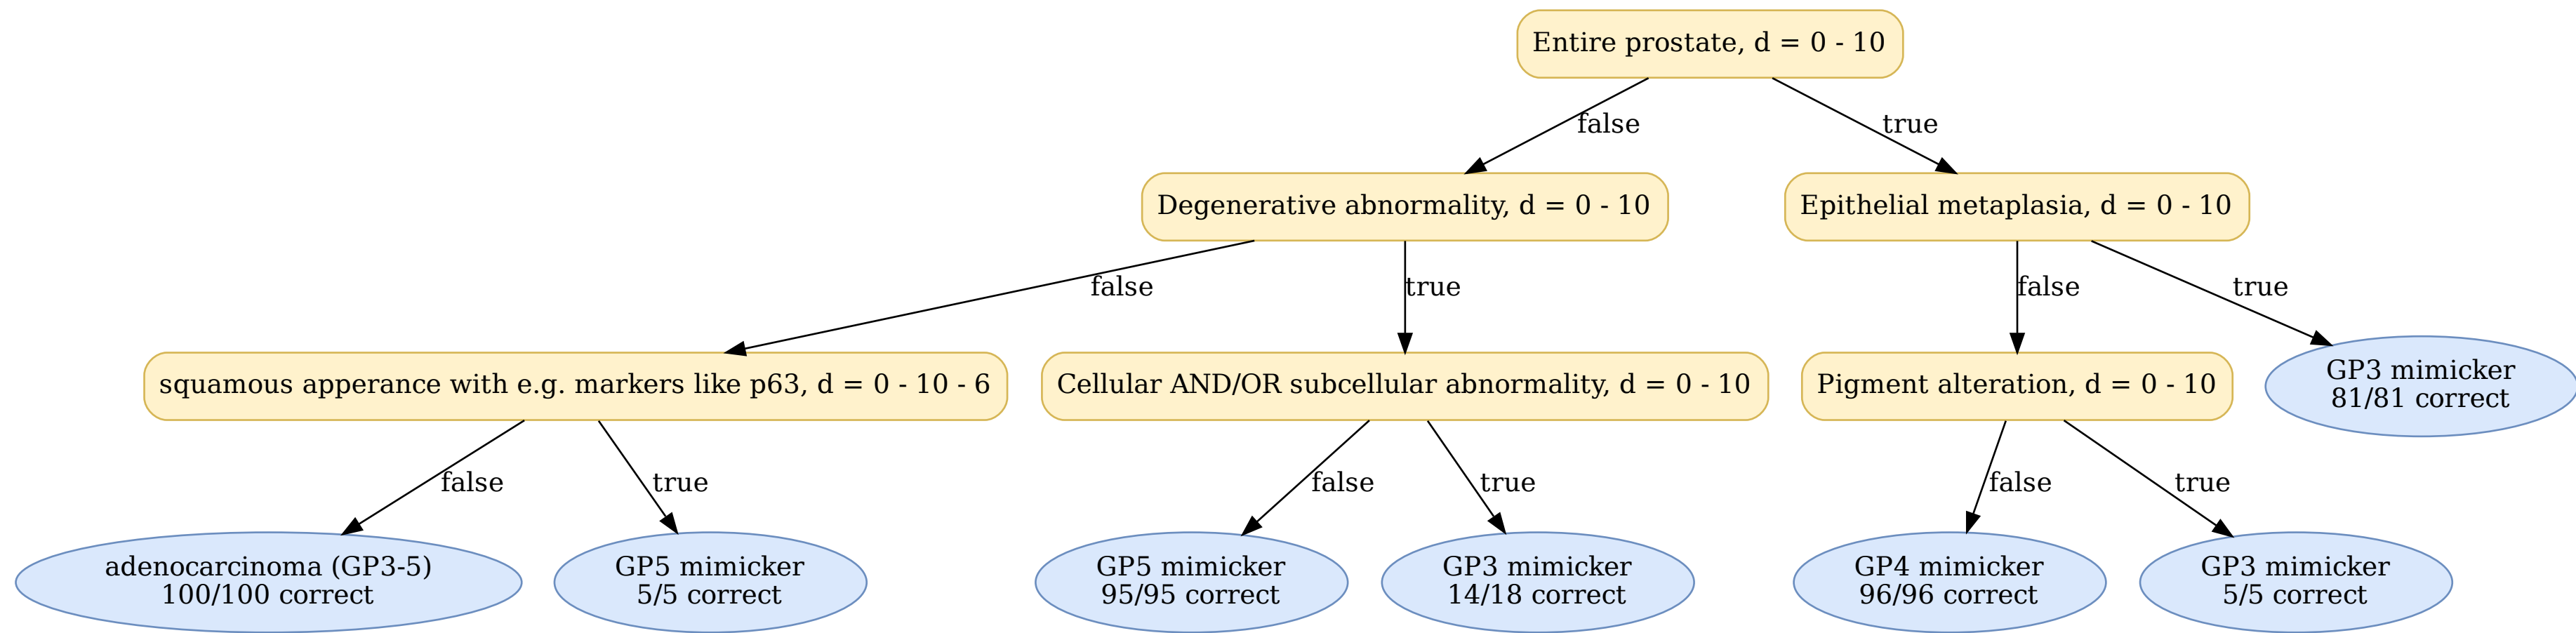 Entire prostate, d = 0 - 10
false
true
Degenerative abnormality, d = 0 - 10
Epithelial metaplasia, d = 0 - 10
false
true
false
true
squamous apperance with e.g. markers like p63, d = 0 - 10 - 6
Cellular AND/OR subcellular abnormality, d = 0 - 10
Pigment alteration, d = 0 - 10
GP3 mimicker
81/81 correct
false
true
false
true
false
true
adenocarcinoma (GP3-5)
100/100 correct
GP5 mimicker
5/5 correct
GP5 mimicker
95/95 correct
GP3 mimicker
14/18 correct
GP4 mimicker
96/96 correct
GP3 mimicker
5/5 correct